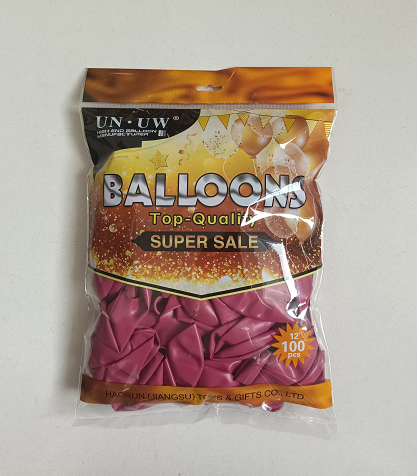 UN·UW®
HIGH-END BALLOON
MANUFACTURER
BALLOONS
Top-Quality
SUPER SALE
12"
100
pcs
HAORUN (JIANGSU) TOYS & GIFTS CO., LTD